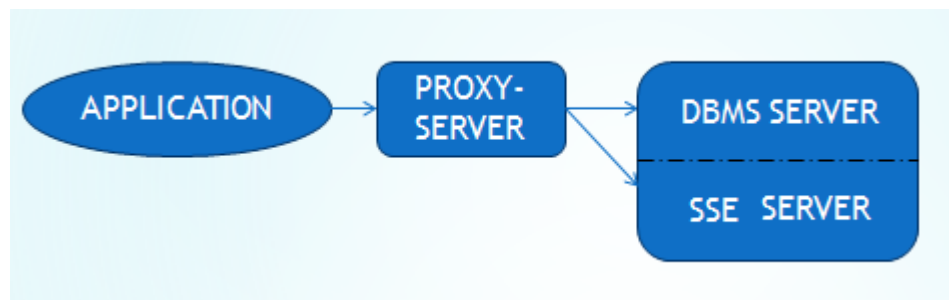 APPLICATION
PROXY-
SERVER
DBMS SERVER
SSE SERVER